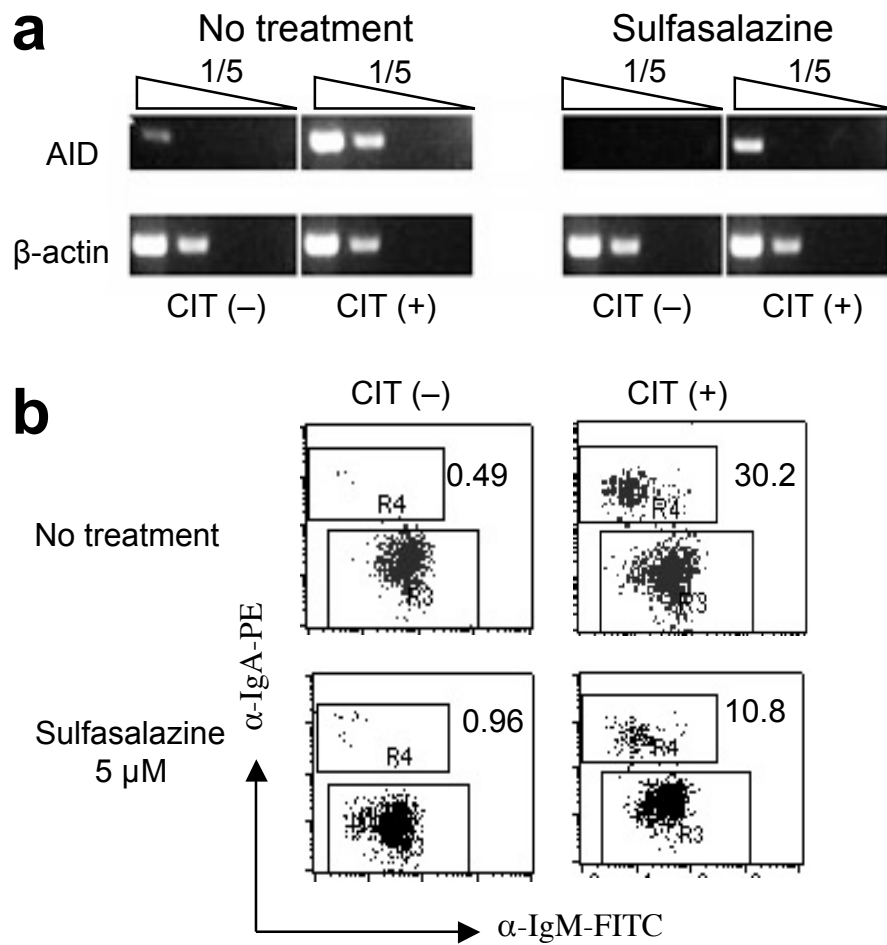 a
No treatment
Sulfasalazine
1/5
1/5
1/5
1/5
AID
β-actin
CIT (–)
CIT (+)
CIT (–)
CIT (+)
b
CIT (–)
CIT (+)
No treatment
0.49
R4
R3
30.2
R4
R3
Sulfasalazine
5 µM
0.96
R4
10.8
R4
R3
α-IgA-PE
α-IgM-FITC